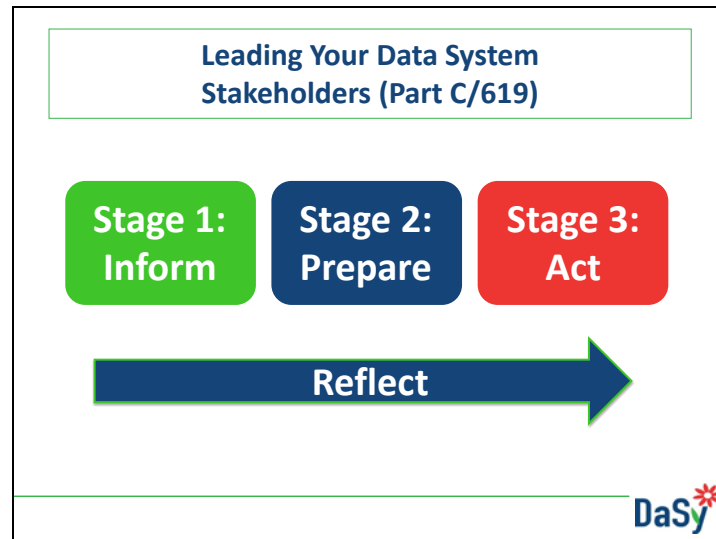 Leading Your Data System
Stakeholders (Part C/619)
Stage 1:
Inform
Stage 2:
Prepare
Stage 3:
Act
Reflect
DaSy